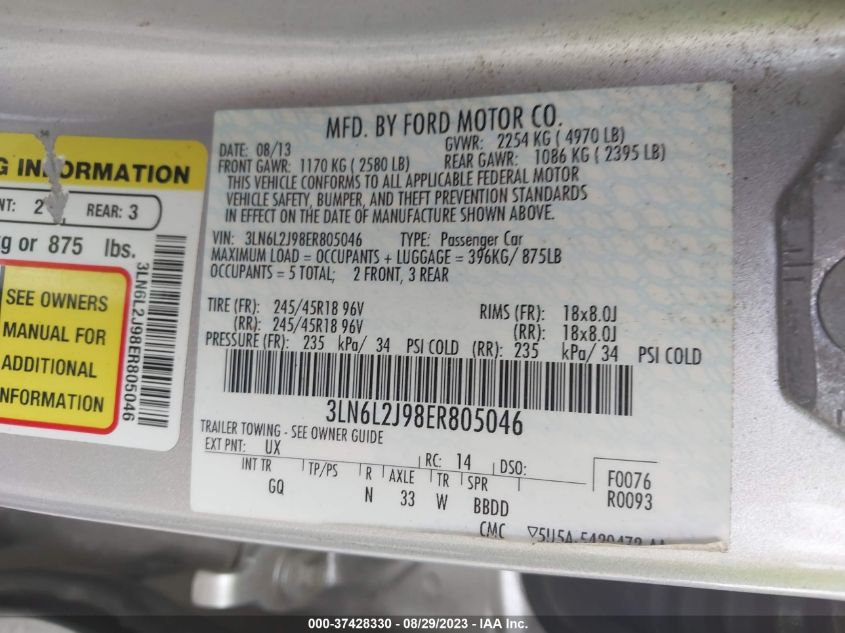 G INFORMATION
NT: 2 REAR: 3
kg or 875 lbs.
SEE OWNERS
MANUAL FOR
ADDITIONAL
INFORMATION
3LN6L2J98ER805046
MFD. BY FORD MOTOR CO.
DATE: 08/13 GVWR: 2254 KG ( 4970 LB)
FRONT GAWR: 1170 KG ( 2580 LB) REAR GAWR: 1086 KG ( 2395 LB)
THIS VEHICLE CONFORMS TO ALL APPLICABLE FEDERAL MOTOR
VEHICLE SAFETY, BUMPER, AND THEFT PREVENTION STANDARDS
IN EFFECT ON THE DATE OF MANUFACTURE SHOWN ABOVE.
VIN: 3LN6L2J98ER805046 TYPE: Passenger Car
MAXIMUM LOAD = OCCUPANTS + LUGGAGE = 396KG/ 875LB
OCCUPANTS = 5 TOTAL; 2 FRONT, 3 REAR
TIRE (FR): 245/45R18 96V RIMS (FR): 18x8.0J
(RR): 245/45R18 96V (RR): 18x8.0J
PRESSURE (FR): 235 kPa/ 34 PSI COLD (RR): 235 kPa/ 34 PSI COLD
3LN6L2J98ER805046
TRAILER TOWING - SEE OWNER GUIDE
EXT PNT: UX RC: 14 DSO:
INT TR TP/PS R AXLE TR SPR
GQ N 33 W BBDD
F0076
R0093
CMC
000-37428330 - 08/29/2023 - IAA Inc.